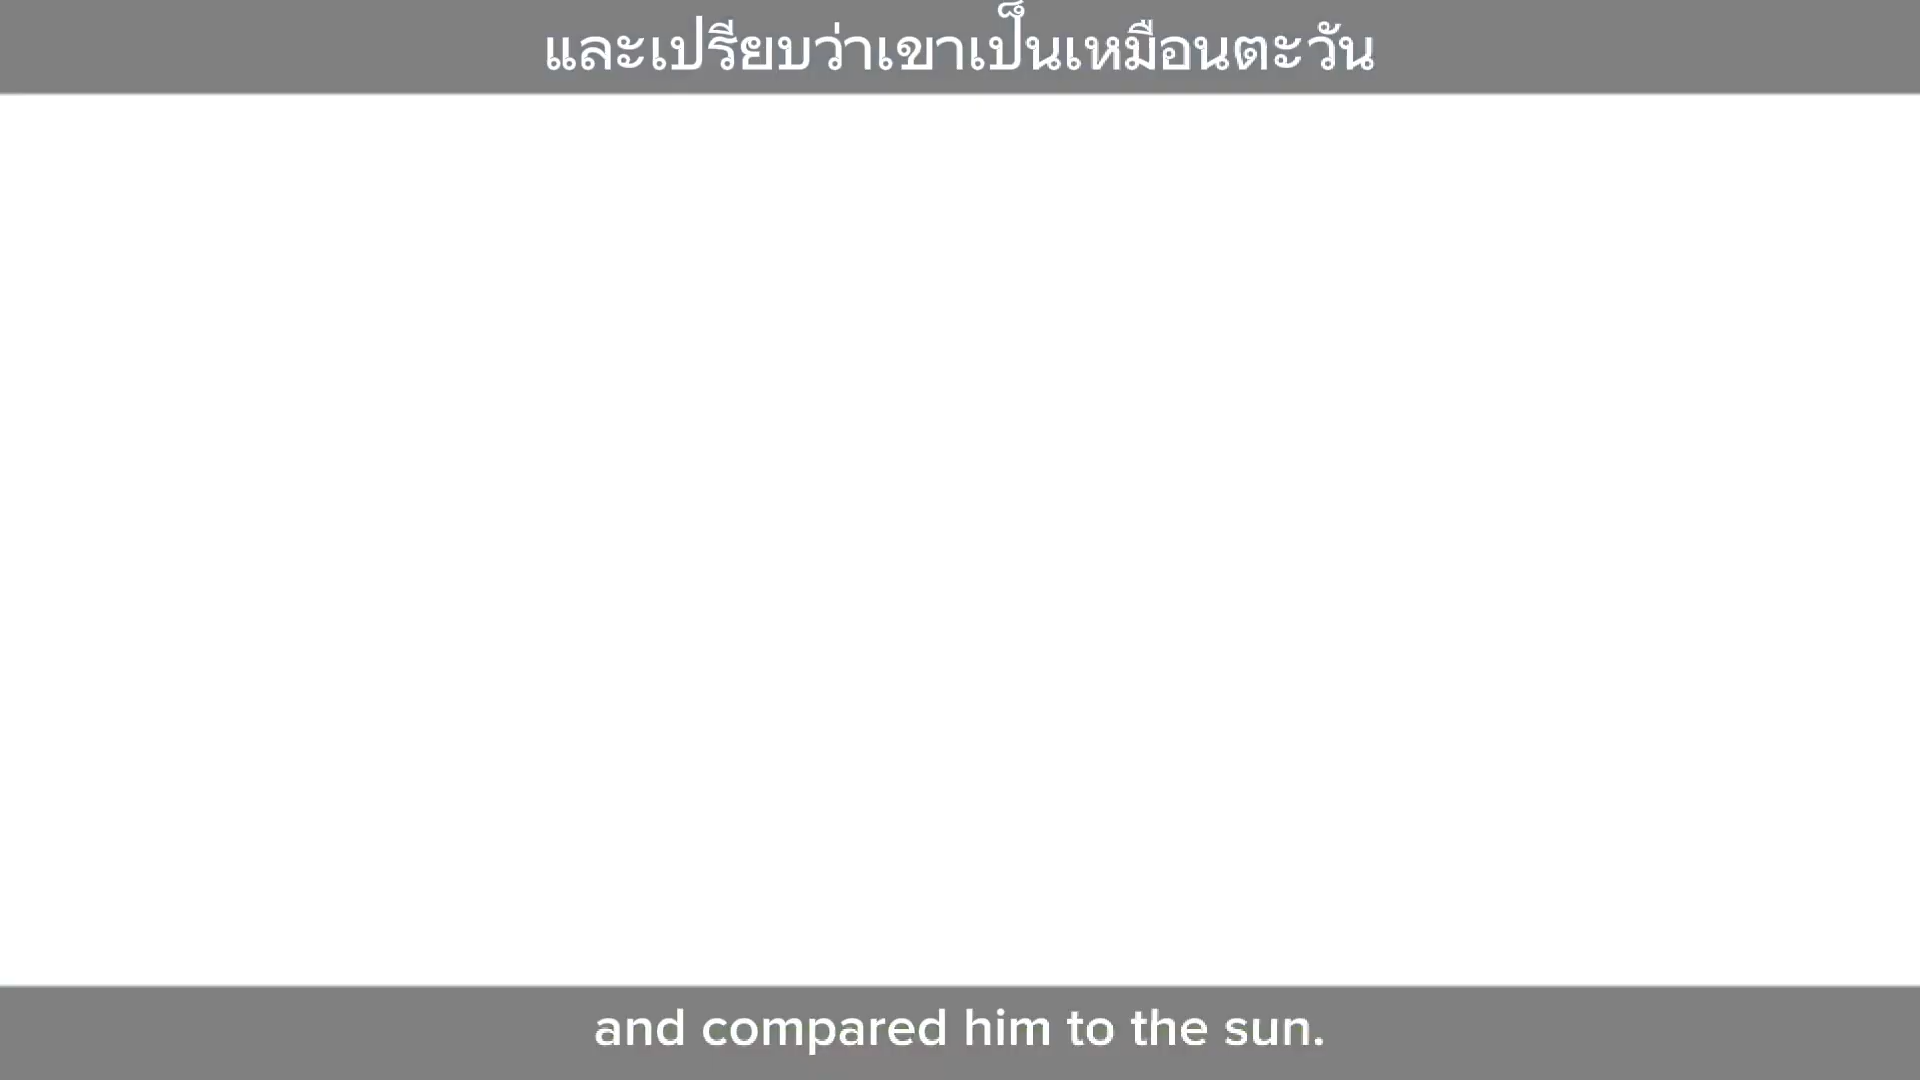 และเปรียบว่าเขาเป็นเหมือนตะวัน
and compared him to the sun.